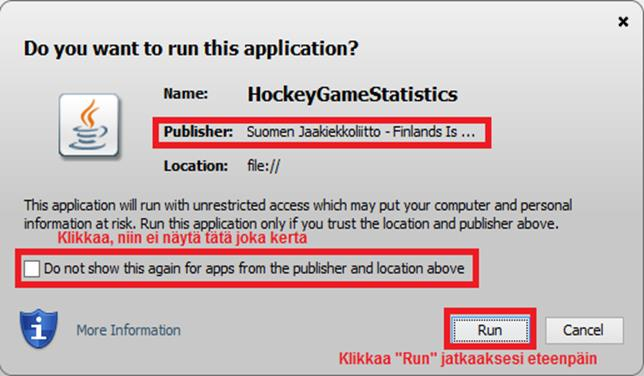 Do you want to run this application?
Name: HockeyGameStatistics
Publisher: Suomen Jaakiekkoliitto - Finlands Is ...
Location: file://
This application will run with unrestricted access which may put your computer and personal
information at risk. Run this application only if you trust the location and publisher above.
Klikkaa, niin ei näytä tätä joka kerta
Do not show this again for apps from the publisher and location above
More Information
Run
Cancel
Klikkaa "Run" jatkaaksesi eteenpäin